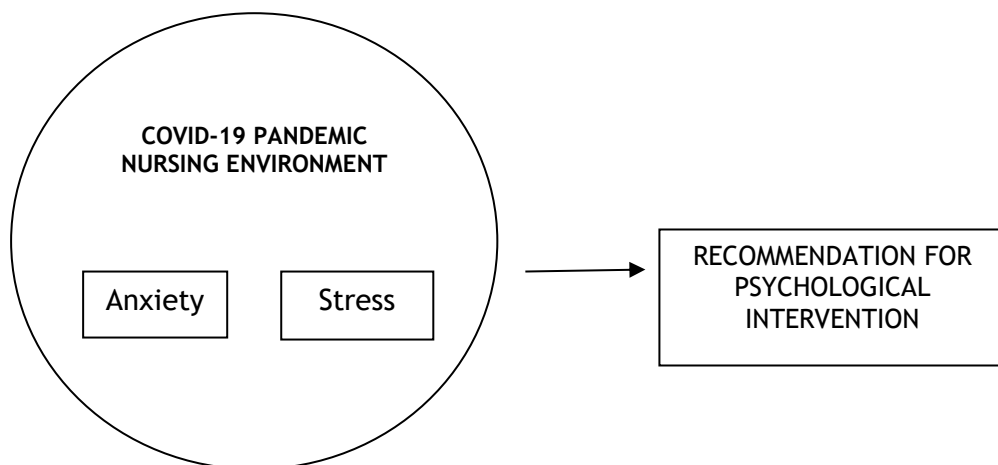 COVID-19 PANDEMIC
NURSING ENVIRONMENT
Anxiety
Stress
RECOMMENDATION FOR
PSYCHOLOGICAL
INTERVENTION